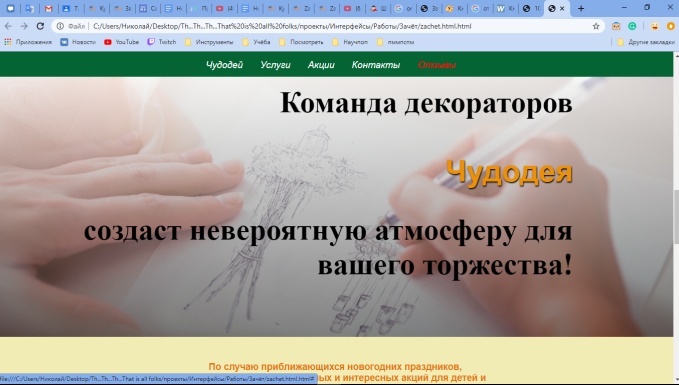 Файл
C:/Users/Николай/Desktop/Th...Th...Th...That%20is%20all%20folks/проекты/Интерфейсы/Работы/Зачёт/zachet.html.html
Приложения Новости YouTube Twitch Инструменты Учёба Посмотреть Научпоп Другие закладки
Чудодей Услуги Акции Контакты
Команда декораторов
Чудодея
создаст невероятную атмосферу для
вашего торжества!
По случаю приближающихся новогодних праздников,
file:///C:/Users/Николай/Desktop/Th...Th...Th...That is all folks/проекты/Интерфейсы/Работы/Зачёт/zachet.html.html#
ых и интересных акций для детей и